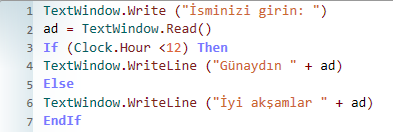 1 TextWindow.Write ("İsminizi girin: ")
2 ad = TextWindow.Read()
3 If (Clock.Hour <12) Then
4 TextWindow.WriteLine ("Günaydın " + ad)
5 Else
6 TextWindow.WriteLine ("İyi akşamlar " + ad)
7 EndIf